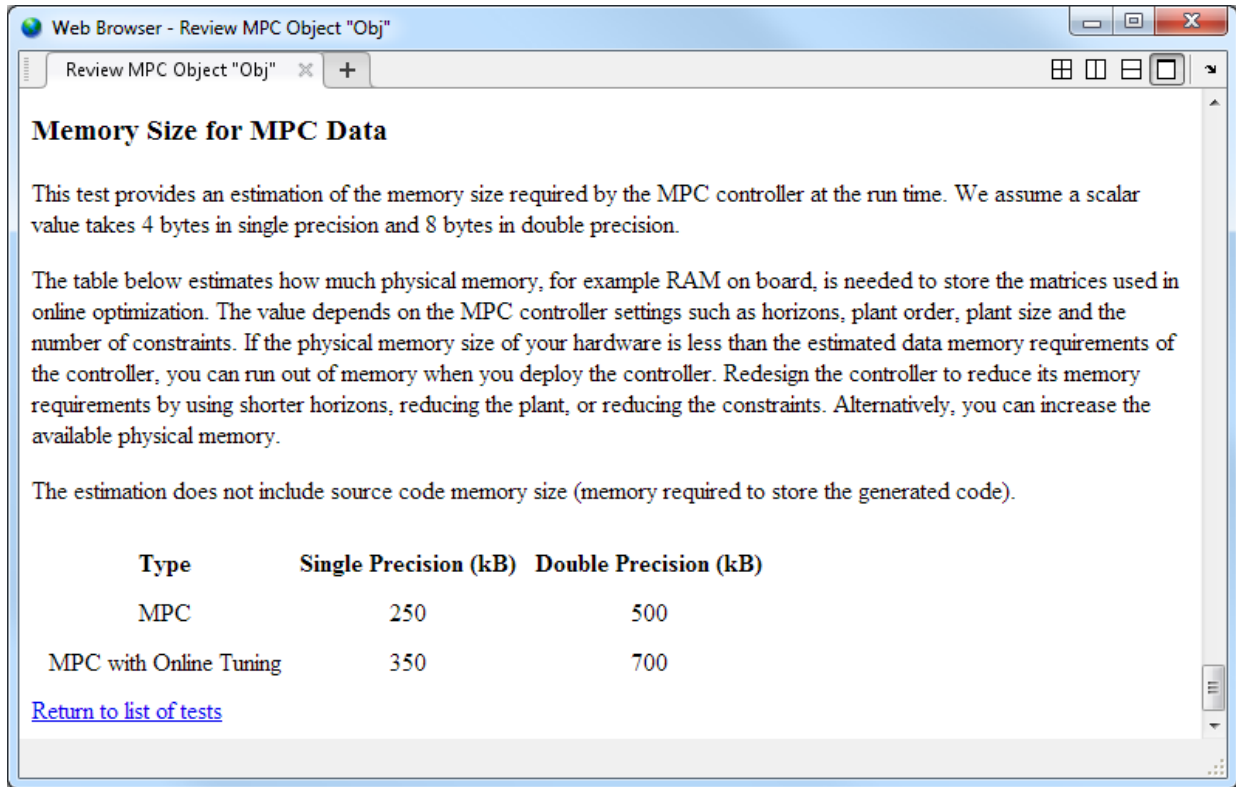 Web Browser - Review MPC Object "Obj"
Review MPC Object "Obj"
Memory Size for MPC Data
This test provides an estimation of the memory size required by the MPC controller at the run time. We assume a scalar
value takes 4 bytes in single precision and 8 bytes in double precision.
The table below estimates how much physical memory, for example RAM on board, is needed to store the matrices used in
online optimization. The value depends on the MPC controller settings such as horizons, plant order, plant size and the
number of constraints. If the physical memory size of your hardware is less than the estimated data memory requirements of
the controller, you can run out of memory when you deploy the controller. Redesign the controller to reduce its memory
requirements by using shorter horizons, reducing the plant, or reducing the constraints. Alternatively, you can increase the
available physical memory.
The estimation does not include source code memory size (memory required to store the generated code).
Type Single Precision (kB) Double Precision (kB)
MPC 250 500
MPC with Online Tuning 350 700
Return to list of tests